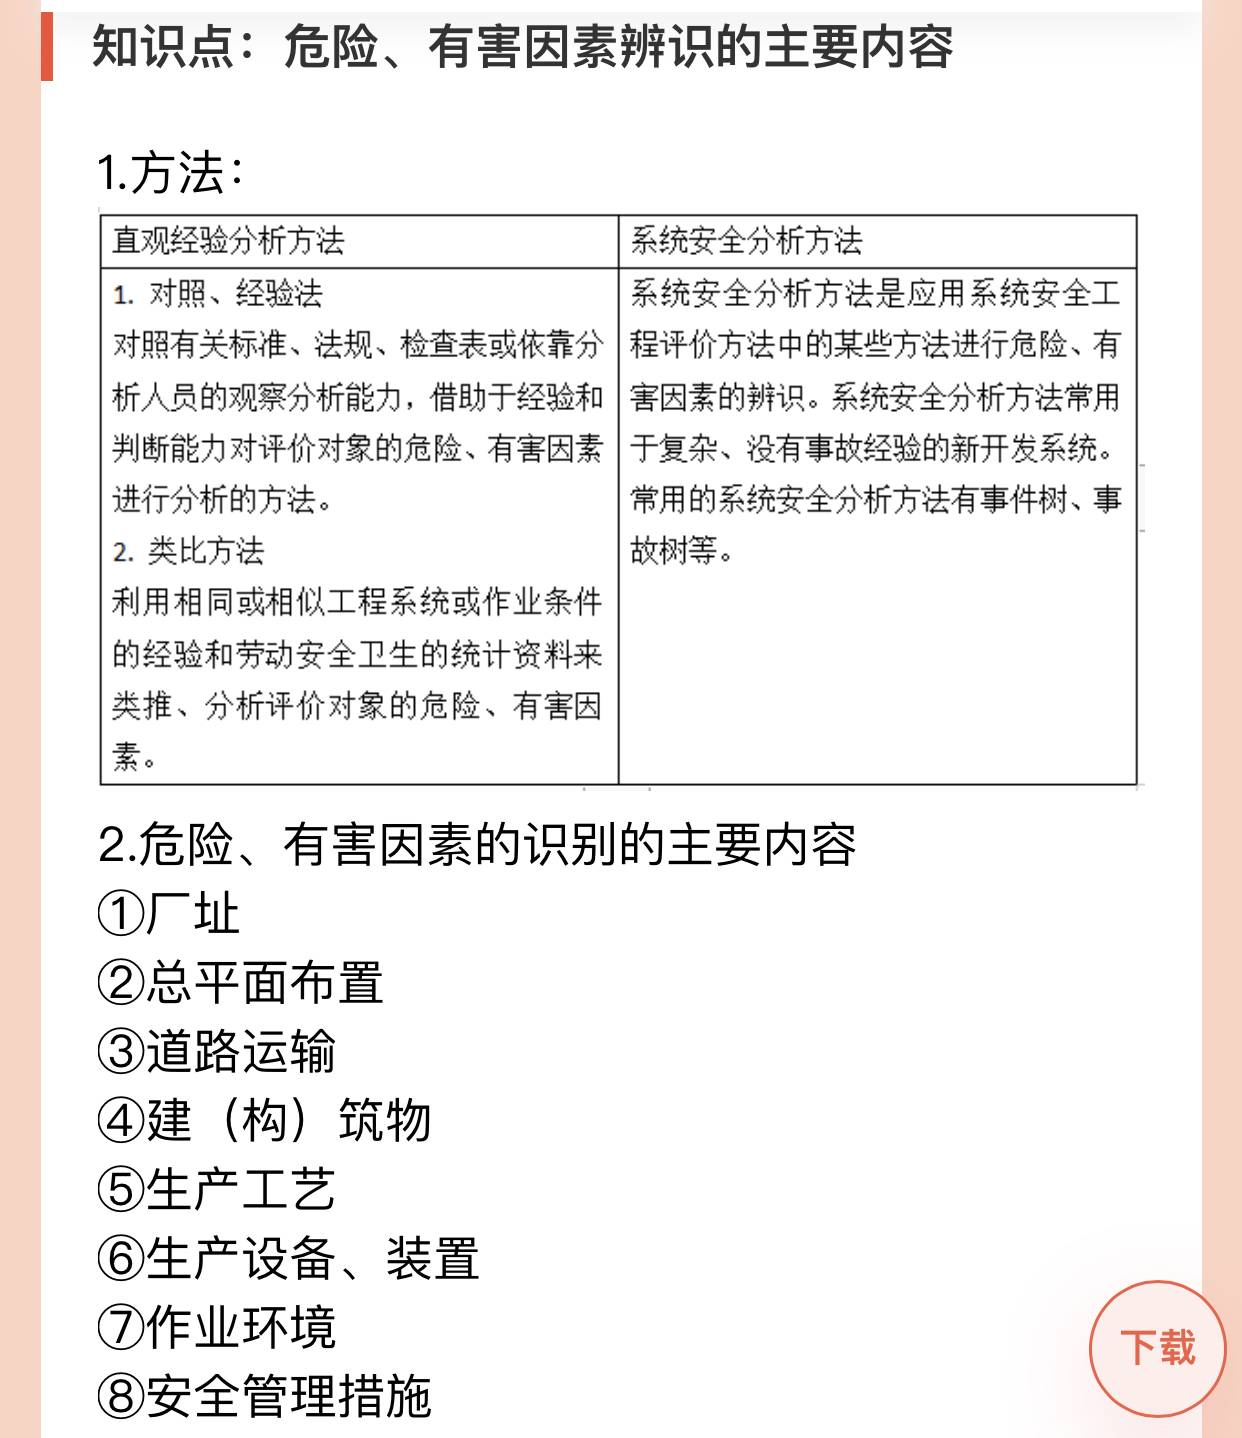 知识点：危险、有害因素辨识的主要内容
1.方法：
直观经验分析方法
系统安全分析方法
1. 对照、经验法
对照有关标准、法规、检查表或依靠分
析人员的观察分析能力，借助于经验和
判断能力对评价对象的危险、有害因素
进行分析的方法。
2. 类比方法
利用相同或相似工程系统或作业条件
的经验和劳动安全卫生的统计资料来
类推、分析评价对象的危险、有害因
素。
系统安全分析方法是应用系统安全工
程评价方法中的某些方法进行危险、有
害因素的辨识。系统安全分析方法常用
于复杂、没有事故经验的新开发系统。
常用的系统安全分析方法有事件树、事
故树等。
2.危险、有害因素的识别的主要内容
①厂址
②总平面布置
③道路运输
④建（构）筑物
⑤生产工艺
⑥生产设备、装置
⑦作业环境
⑧安全管理措施
下载